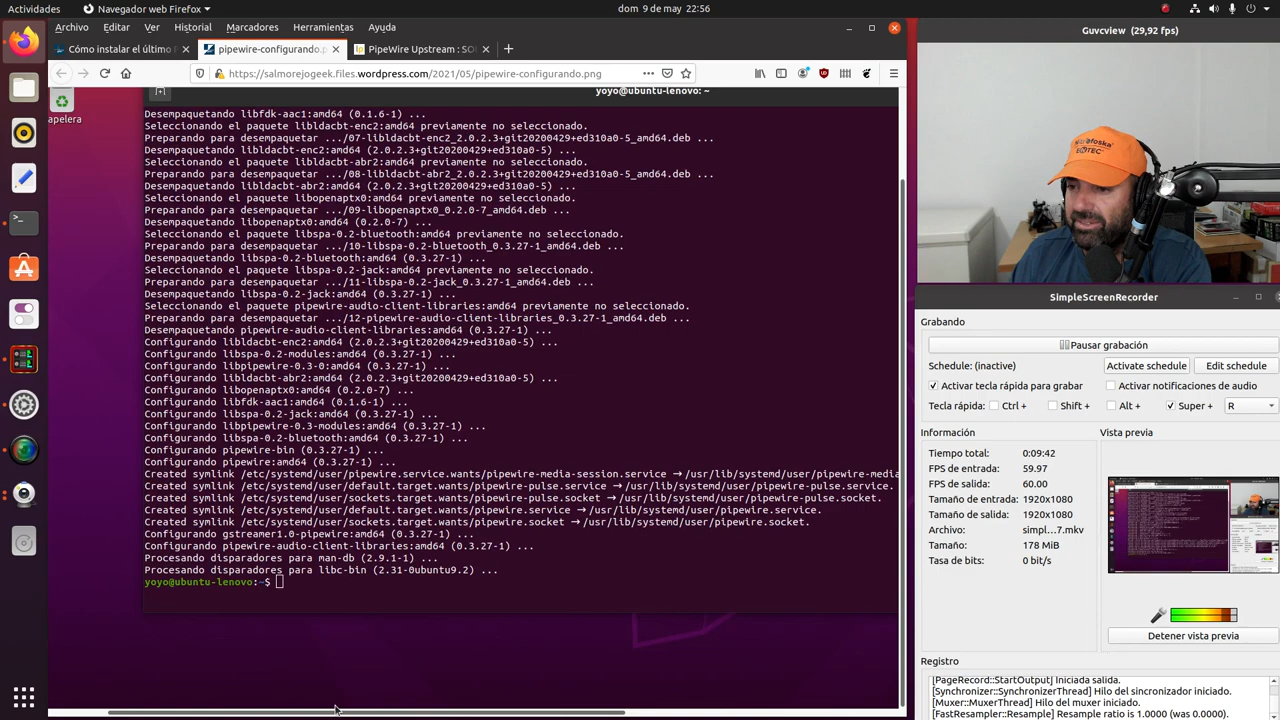 Actividades
Navegador web Firefox
dom 9 de may 22:56
Archivo Editar Ver Historial Marcadores Herramientas Ayuda
Guvcview (29,92 fps)
Cómo instalar el último P
pipewire-configurando.p
PipeWire Upstream : SO
https://salmorejogeek.files.wordpress.com/2021/05/pipewire-configurando.png
yoyo@ubuntu-lenovo: ~
apelera
Desempaquetando libfdk-aac1:amd64 (0.1.6-1) ...
Seleccionando el paquete libldacbt-enc2:amd64 previamente no seleccionado.
Preparando para desempaquetar .../07-libldacbt-enc2_2.0.2.3+git20200429+ed310a0-5_amd64.deb ...
Desempaquetando libldacbt-enc2:amd64 (2.0.2.3+git20200429+ed310a0-5) ...
Seleccionando el paquete libldacbt-abr2:amd64 previamente no seleccionado.
Preparando para desempaquetar .../08-libldacbt-abr2_2.0.2.3+git20200429+ed310a0-5_amd64.deb ...
Desempaquetando libldacbt-abr2:amd64 (2.0.2.3+git20200429+ed310a0-5) ...
Seleccionando el paquete libopenaptx0:amd64 previamente no seleccionado.
Preparando para desempaquetar .../09-libopenaptx0_0.2.0-7_amd64.deb ...
Desempaquetando libopenaptx0:amd64 (0.2.0-7) ...
Seleccionando el paquete libspa-0.2-bluetooth:amd64 previamente no seleccionado.
Preparando para desempaquetar .../10-libspa-0.2-bluetooth_0.3.27-1_amd64.deb ...
Desempaquetando libspa-0.2-bluetooth:amd64 (0.3.27-1) ...
Seleccionando el paquete libspa-0.2-jack:amd64 previamente no seleccionado.
Preparando para desempaquetar .../11-libspa-0.2-jack_0.3.27-1_amd64.deb ...
Desempaquetando libspa-0.2-jack:amd64 (0.3.27-1) ...
Seleccionando el paquete pipewire-audio-client-libraries:amd64 previamente no seleccionado.
Preparando para desempaquetar .../12-pipewire-audio-client-libraries_0.3.27-1_amd64.deb ...
Desempaquetando pipewire-audio-client-libraries:amd64 (0.3.27-1) ...
Configurando libldacbt-enc2:amd64 (2.0.2.3+git20200429+ed310a0-5) ...
Configurando libspa-0.2-modules:amd64 (0.3.27-1) ...
Configurando libpipewire-0.3-0:amd64 (0.3.27-1) ...
Configurando libldacbt-abr2:amd64 (2.0.2.3+git20200429+ed310a0-5) ...
Configurando libopenaptx0:amd64 (0.2.0-7) ...
Configurando libfdk-aac1:amd64 (0.1.6-1) ...
Configurando libspa-0.2-jack:amd64 (0.3.27-1) ...
Configurando libpipewire-0.3-modules:amd64 (0.3.27-1) ...
Configurando libspa-0.2-bluetooth:amd64 (0.3.27-1) ...
Configurando pipewire-bin (0.3.27-1) ...
Configurando pipewire:amd64 (0.3.27-1) ...
Created symlink /etc/systemd/user/pipewire.service.wants/pipewire-media-session.service → /usr/lib/systemd/user/pipewire-media
Created symlink /etc/systemd/user/default.target.wants/pipewire-pulse.service → /usr/lib/systemd/user/pipewire-pulse.service.
Created symlink /etc/systemd/user/sockets.target.wants/pipewire-pulse.socket → /usr/lib/systemd/user/pipewire-pulse.socket.
Created symlink /etc/systemd/user/default.target.wants/pipewire.service → /usr/lib/systemd/user/pipewire.service.
Created symlink /etc/systemd/user/sockets.target.wants/pipewire.socket → /usr/lib/systemd/user/pipewire.socket.
Configurando gstreamer1.0-pipewire:amd64 (0.3.27-1) ...
Configurando pipewire-audio-client-libraries:amd64 (0.3.27-1) ...
Procesando disparadores para man-db (2.9.1-1) ...
Procesando disparadores para libc-bin (2.31-0ubuntu9.2) ...
yoyo@ubuntu-lenovo:~$
SimpleScreenRecorder
Grabando
Pausar grabación
Schedule: (inactive)
Activate schedule
Edit schedule
Activar tecla rápida para grabar
Activar notificaciones de audio
Tecla rápida: Ctrl + Shift + Alt + Super + R
Información
Vista previa
Tiempo total: 0:09:42
FPS de entrada: 59.97
FPS de salida: 60.00
Tamaño de entrada: 1920x1080
Tamaño de salida: 1920x1080
Archivo: simpl...7.mkv
Tamaño: 178 MiB
Tasa de bits: 0 bit/s
Detener vista previa
Registro
[PageRecord::StartOutput] Iniciada salida.
[Synchronizer::SynchronizerThread] Hilo del sincronizador iniciado.
[Muxer::MuxerThread] Hilo del muxer iniciado.
[FastResampler::Resample] Resample ratio is 1.0000 (was 0.0000).